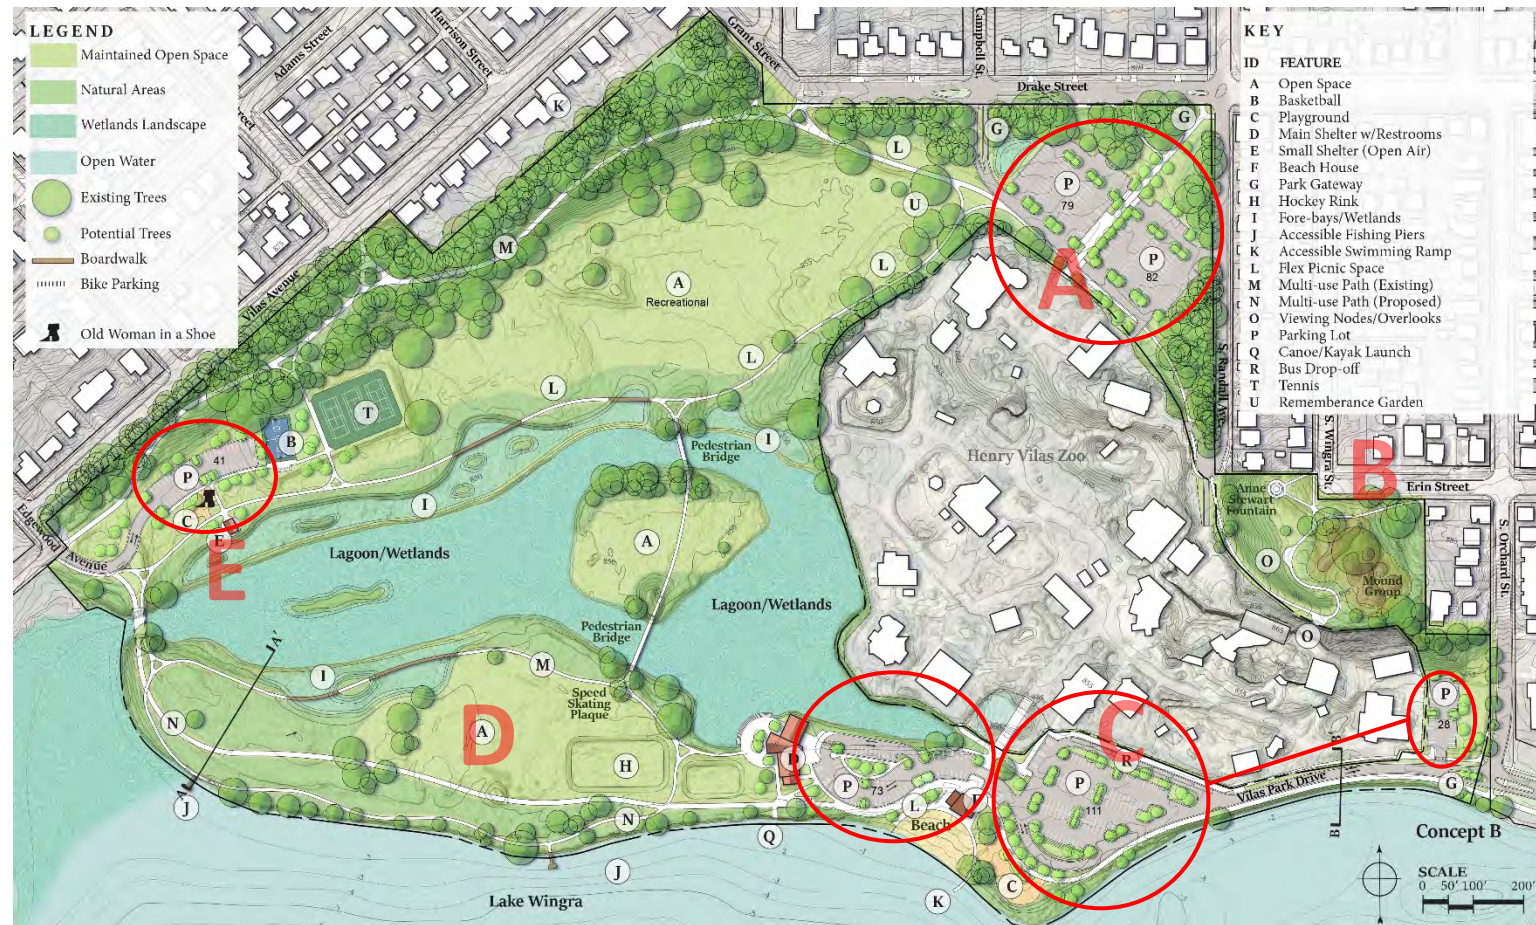 LEGEND
Maintained Open Space
Natural Areas
Wetlands Landscape
Open Water
Existing Trees
Potential Trees
Boardwalk
Bike Parking
Old Woman in a Shoe
KEY
ID FEATURE
A Open Space
B Basketball
C Playground
D Main Shelter w/Restrooms
E Small Shelter (Open Air)
F Beach House
G Park Gateway
H Hockey Rink
I Fore-bays/Wetlands
J Accessible Fishing Piers
K Accessible Swimming Ramp
L Flex Picnic Space
M Multi-use Path (Existing)
N Multi-use Path (Proposed)
O Viewing Nodes/Overlooks
P Parking Lot
Q Canoe/Kayak Launch
R Bus Drop-off
T Tennis
U Rememberance Garden
Adams Street
Harrison Street
Grant Street
Campbell St.
Drake Street
Vilas Avenue
Edgewood
Avenue
S. Randall Ave.
S. Wingra St.
Erin Street
S. Orchard St.
K
G
G
L
P
79
U
M
L
P
82
A
A
Recreational
L
L
T
B
41
P
C
E
E
I
Lagoon/Wetlands
Pedestrian
Bridge
I
A
Lagoon/Wetlands
Pedestrian
Bridge
Henry Vilas Zoo
B
Anne
Stewart
Fountain
O
Mound
Group
O
A'
A
I
M
Speed
Skating
Plaque
N
D
A
H
D
P
73
L
Beach
C
R
P
111
P
28
B'
B
Vilas Park Drive
G
J
N
Q
J
K
C
Lake Wingra
Concept B
SCALE
0 50' 100' 200'